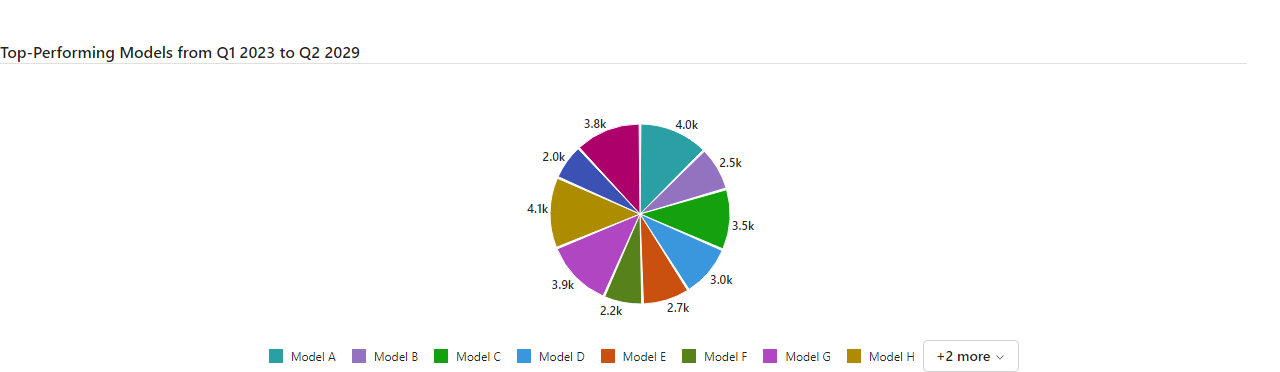 Top-Performing Models from Q1 2023 to Q2 2029
3.8k
4.0k
2.0k
2.5k
4.1k
3.5k
3.9k
3.0k
2.2k
2.7k
Model A
Model B
Model C
Model D
Model E
Model F
Model G
Model H
+2 more